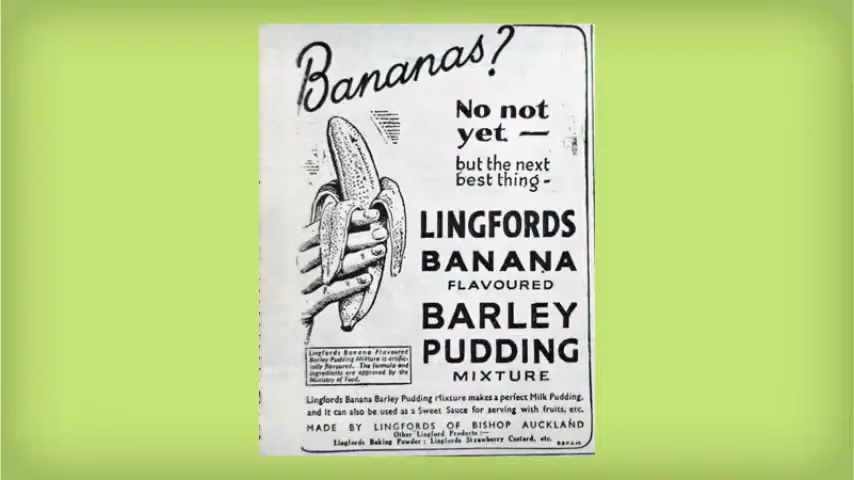 Bananas?
No not
yet —
but the next
best thing -
LINGFORDS
BANANA
FLAVOURED
BARLEY
PUDDING
MIXTURE
Lingfords Banana Flavoured
Barley Pudding Mixture is artific-
ially flavoured. The formula and
ingredients are approved by the
Ministry of Food.
Lingfords Banana Barley Pudding Mixture makes a perfect Milk Pudding,
and it can also be used as a Sweet Sauce for serving with fruits, etc.
MADE BY LINGFORDS OF BISHOP AUCKLAND
Other Lingford Products :—
Lingfords Baking Powder ; Lingfords Strawberry Custard, etc.